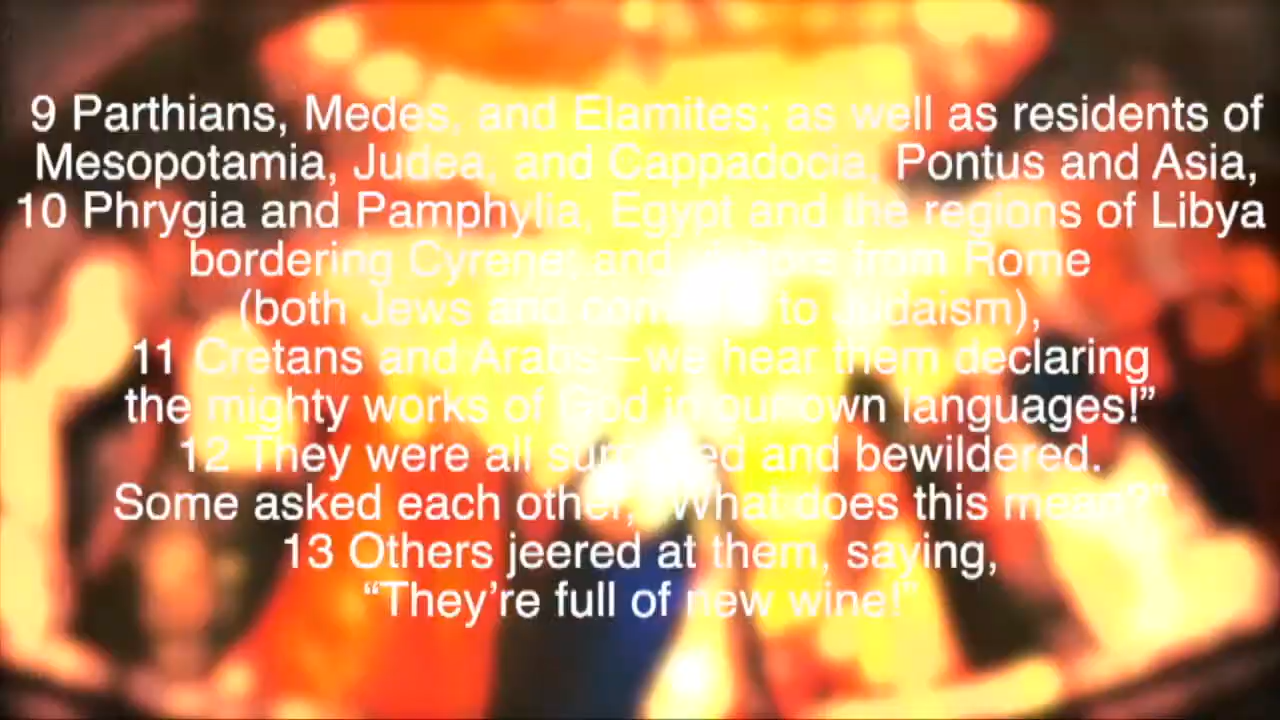 9 Parthians, Medes, and Elamites; as well as residents of
Mesopotamia, Judea, and Cappadocia, Pontus and Asia,
10 Phrygia and Pamphylia, Egypt and the regions of Libya
bordering Cyrene; and visitors from Rome
(both Jews and converts to Judaism),
11 Cretans and Arabs—we hear them declaring
the mighty works of God in our own languages!”
12 They were all surprised and bewildered.
Some asked each other, “What does this mean?”
13 Others jeered at them, saying,
“They’re full of new wine!”